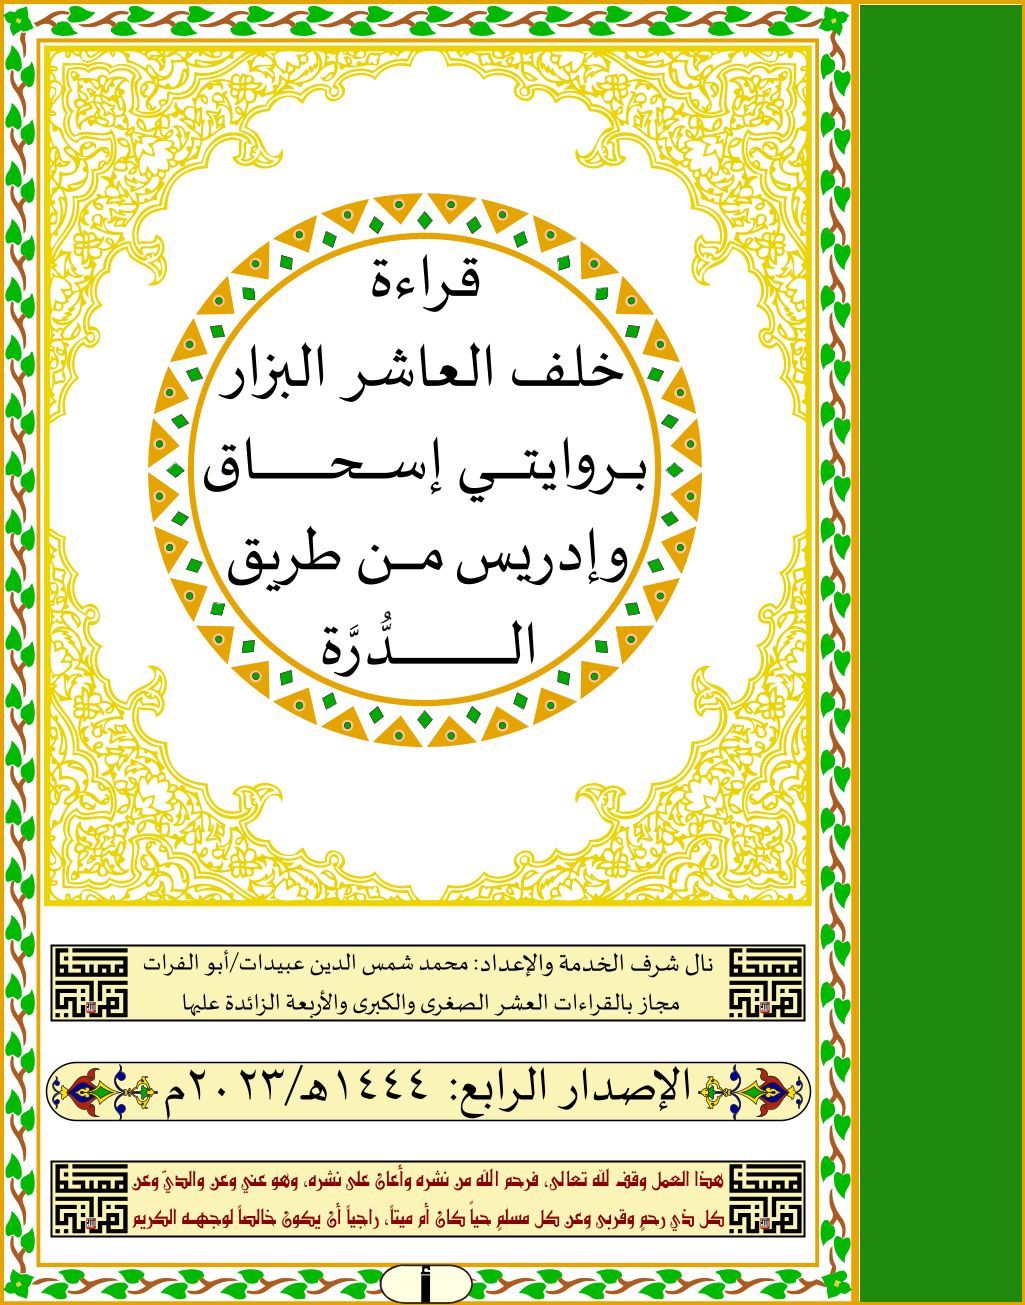 قراءة
خلف العاشر البزار
بروايتي إسحاق
وإدريس من طريق
الدُّرَّة
نال شرف الخدمة والإعداد: محمد شمس الدين عبيدات/أبو الفرات
مجاز بالقراءات العشر الصغرى والكبرى والأربعة الزائدة عليها
الإصدار الرابع: ١٤٤٤هـ/٢٠٢٣م
هذا العمل وقف لله تعالى، فرحم الله من نشره وأعان على نشره، وهو عني وعن والديّ وعن
كل ذي رحمٍ وقربى وعن كل مسلمٍ حياً كان أم ميتاً، راجياً أن يكون خالصاً لوجهه الكريم
أ